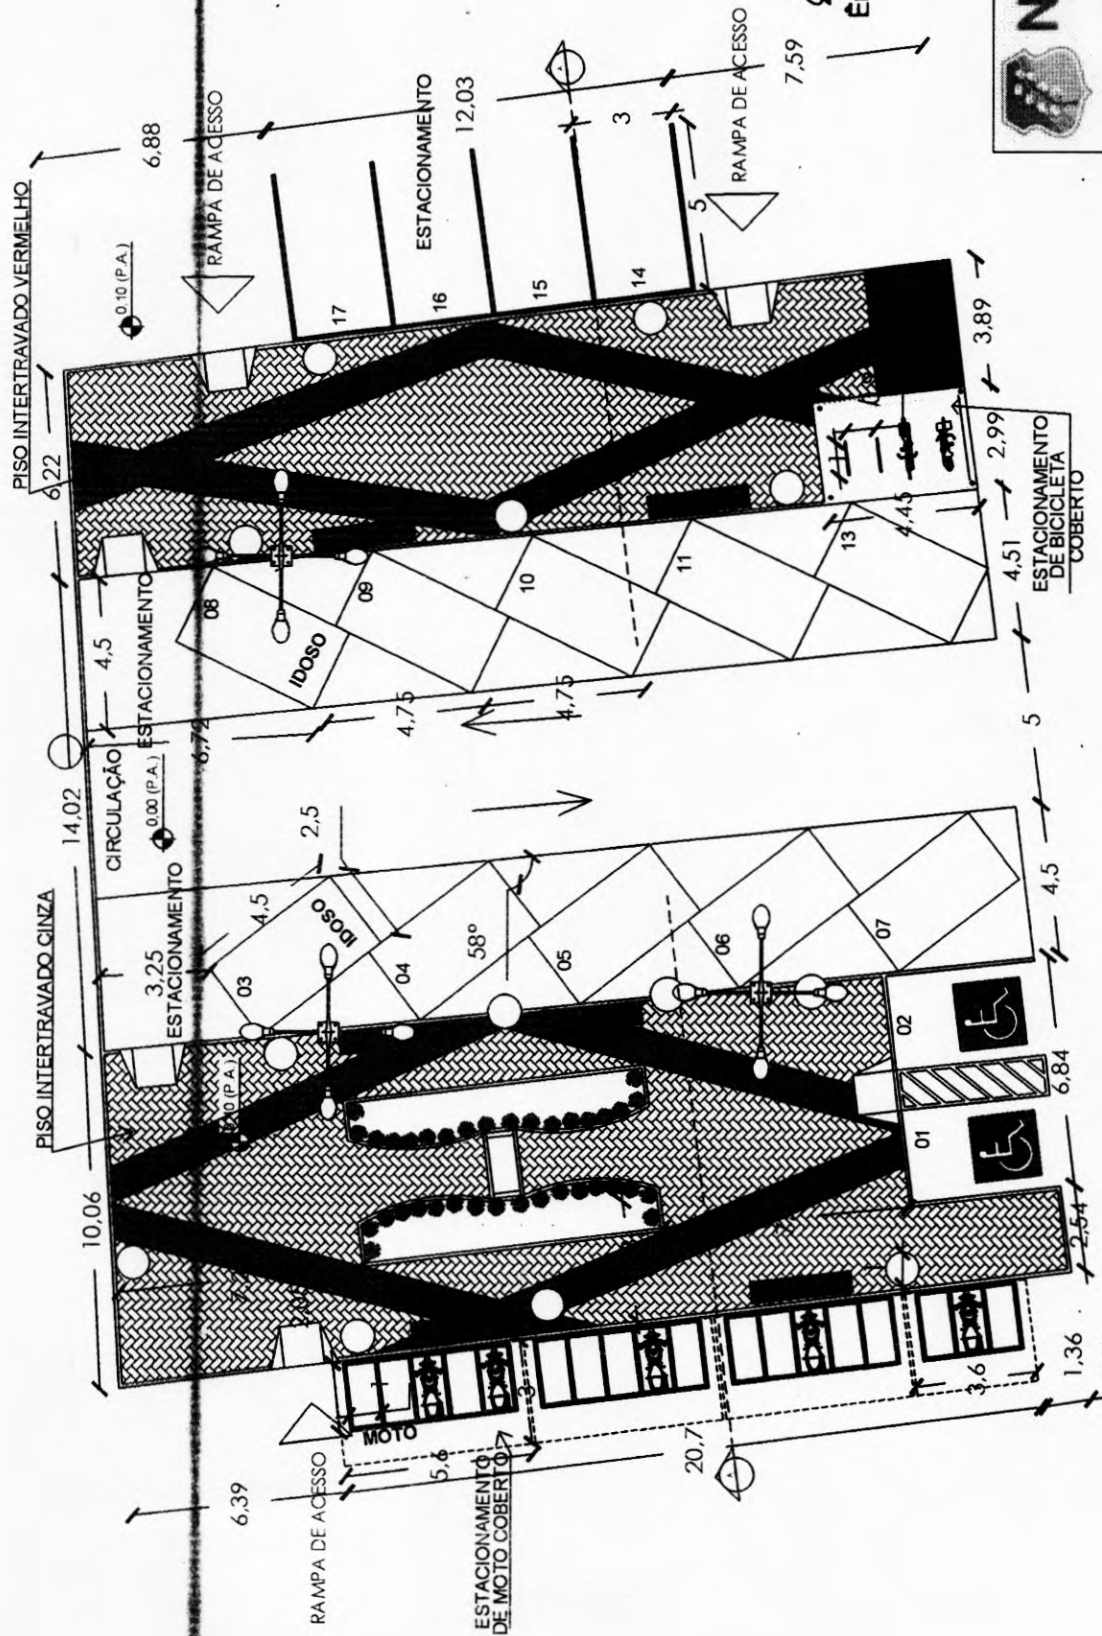 PISO INTERTRAVADO VERMELHO
6,88
0.10 (P.A.)
RAMPA DE ACESSO
6,22
ESTACIONAMENTO
12,03
3
5
RAMPA DE ACESSO
7,59
17
16
15
14
A
N
3,89
2,99
4,45
4,51
ESTACIONAMENTO
DE BICICLETA
COBERTO
14,02
4,5
ESTACIONAMENTO
CIRCULAÇÃO
0.00 (P.A.)
6,72
4,75
4,75
08
IDOSO
09
10
11
13
5
PISO INTERTRAVADO CINZA
3,25
ESTACIONAMENTO
4,5
2,5
IDOSO
58°
03
04
05
06
07
4,5
10,06
02
01
6,84
2,54
MOTO
3
3,6
1,36
RAMPA DE ACESSO
6,39
5,6
20,7
A
ESTACIONAMENTO
DE MOTO COBERTO